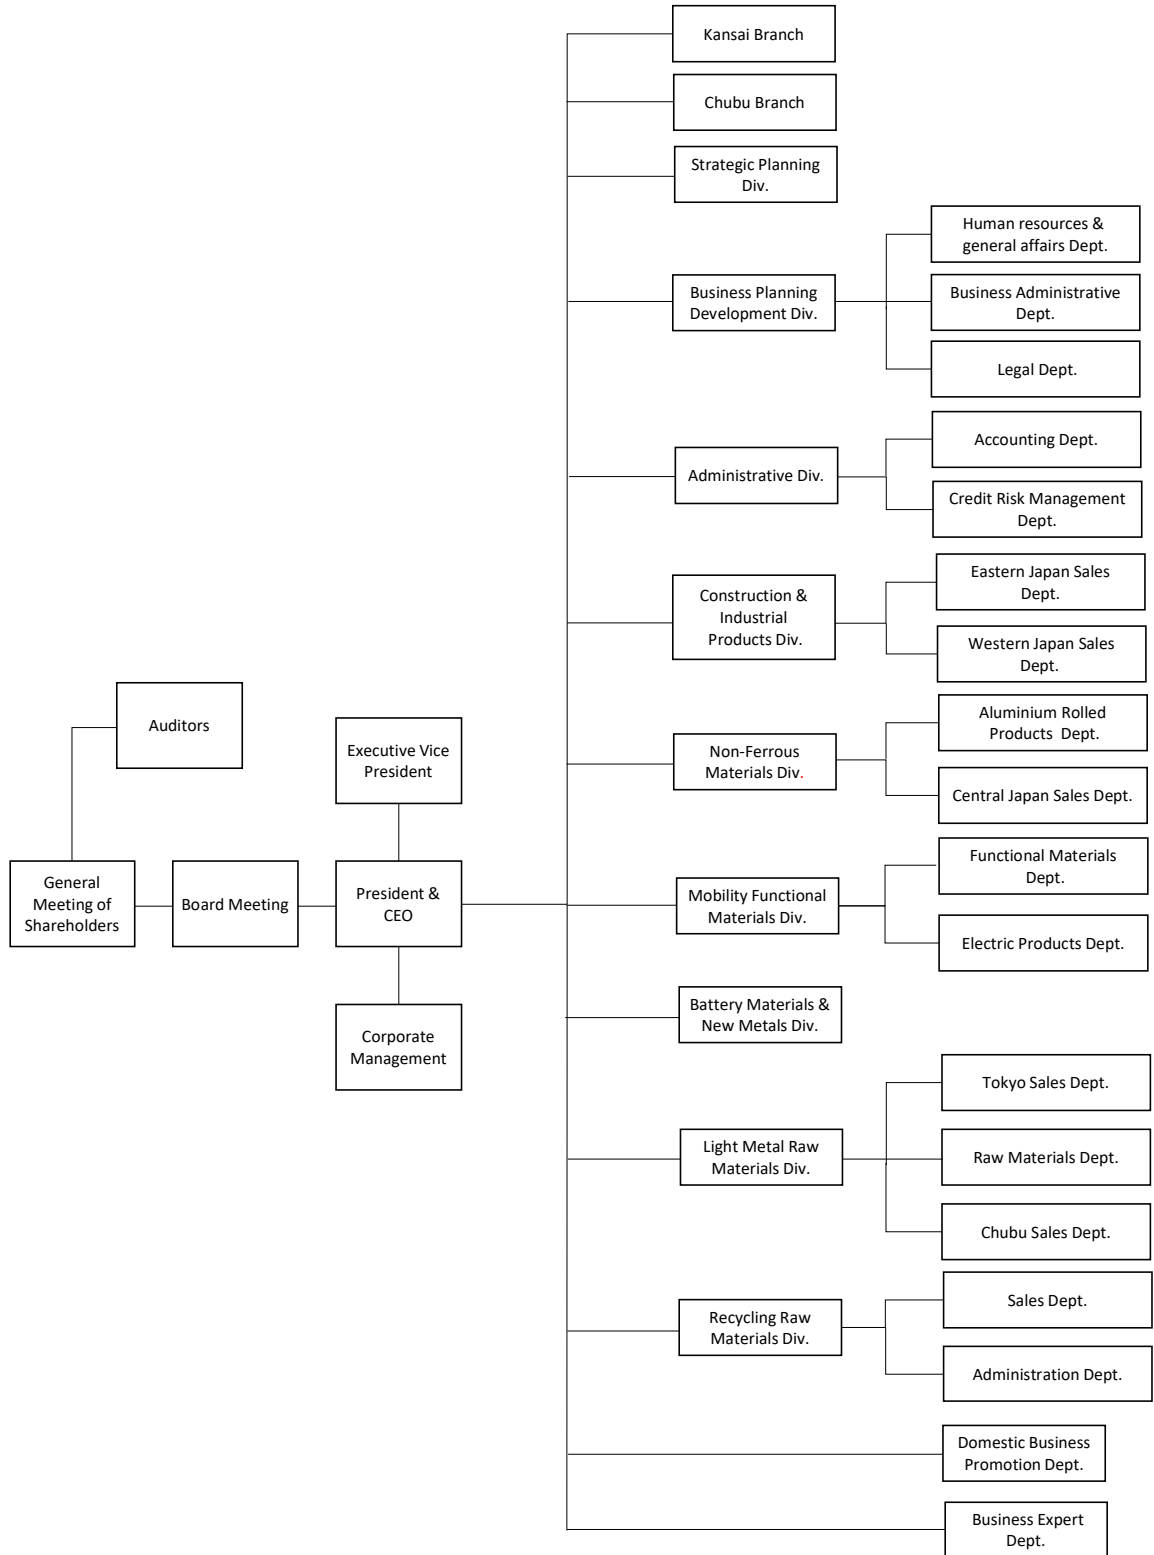 Kansai Branch
Chubu Branch
Strategic Planning
Div.
Human resources &
general affairs Dept.
Business Planning
Development Div.
Business Administrative
Dept.
Legal Dept.
Accounting Dept.
Administrative Div.
Credit Risk Management
Dept.
Eastern Japan Sales
Dept.
Construction &
Industrial
Products Div.
Western Japan Sales
Dept.
Auditors
Executive Vice
President
Aluminium Rolled
Products Dept.
Non-Ferrous
Materials Div.
Central Japan Sales Dept.
General
Meeting of
Shareholders
Board Meeting
President &
CEO
Functional Materials
Dept.
Mobility Functional
Materials Div.
Electric Products Dept.
Corporate
Management
Battery Materials &
New Metals Div.
Tokyo Sales Dept.
Light Metal Raw
Materials Div.
Raw Materials Dept.
Chubu Sales Dept.
Sales Dept.
Recycling Raw
Materials Div.
Administration Dept.
Domestic Business
Promotion Dept.
Business Expert
Dept.